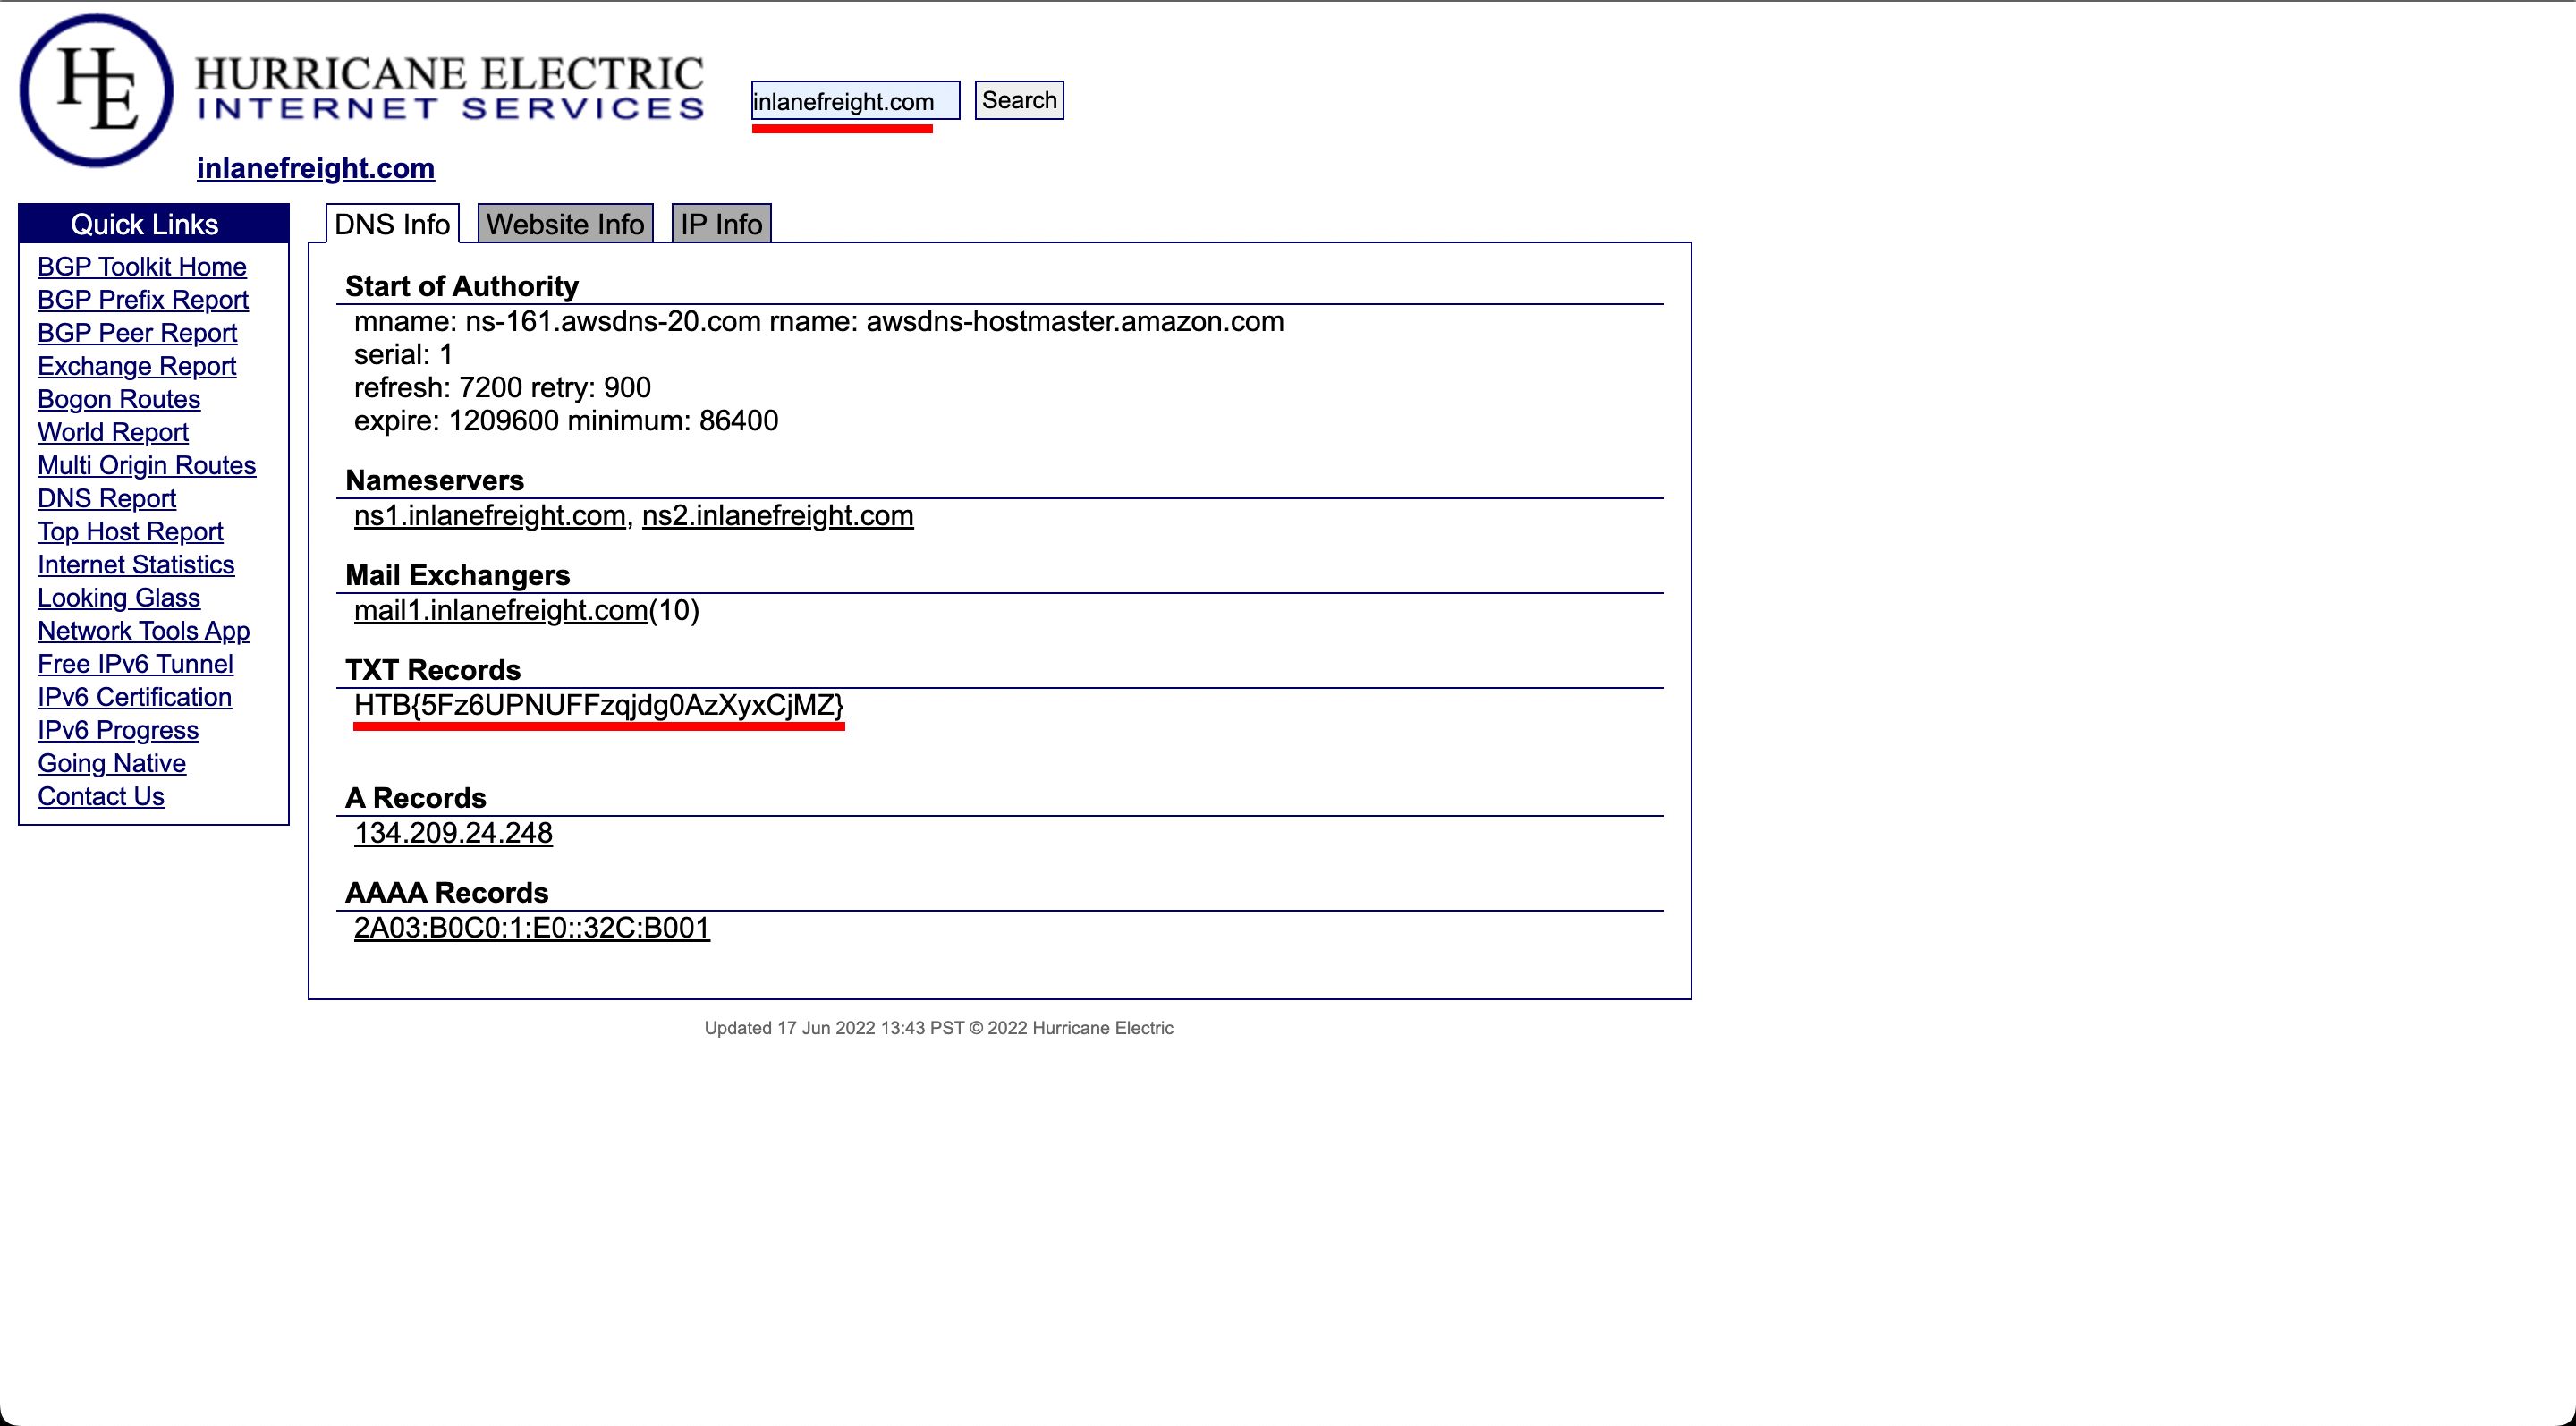 HE
HURRICANE ELECTRIC
INTERNET SERVICES
inlanefreight.com
Search
inlanefreight.com
Quick Links
BGP Toolkit Home
BGP Prefix Report
BGP Peer Report
Exchange Report
Bogon Routes
World Report
Multi Origin Routes
DNS Report
Top Host Report
Internet Statistics
Looking Glass
Network Tools App
Free IPv6 Tunnel
IPv6 Certification
IPv6 Progress
Going Native
Contact Us
DNS Info
Website Info
IP Info
Start of Authority
mname: ns-161.awsdns-20.com rname: awsdns-hostmaster.amazon.com
serial: 1
refresh: 7200 retry: 900
expire: 1209600 minimum: 86400
Nameservers
ns1.inlanefreight.com, ns2.inlanefreight.com
Mail Exchangers
mail1.inlanefreight.com(10)
TXT Records
HTB{5Fz6UPNUFFzqjdg0AzXyxCjMZ}
A Records
134.209.24.248
AAAA Records
2A03:B0C0:1:E0::32C:B001
Updated 17 Jun 2022 13:43 PST © 2022 Hurricane Electric